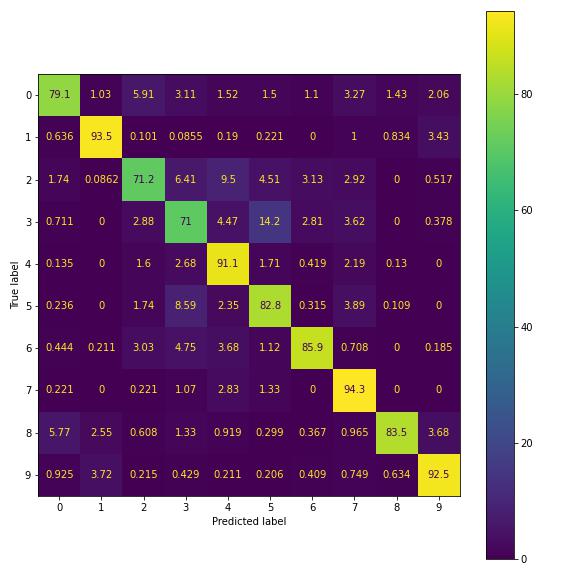 0 79.1 1.03 5.91 3.11 1.52 1.5 1.1 3.27 1.43 2.06
1 0.636 93.5 0.101 0.0855 0.19 0.221 0 1 0.834 3.43
2 1.74 0.0862 71.2 6.41 9.5 4.51 3.13 2.92 0 0.517
3 0.711 0 2.88 71 4.47 14.2 2.81 3.62 0 0.378
4 0.135 0 1.6 2.68 91.1 1.71 0.419 2.19 0.13 0
5 0.236 0 1.74 8.59 2.35 82.8 0.315 3.89 0.109 0
6 0.444 0.211 3.03 4.75 3.68 1.12 85.9 0.708 0 0.185
7 0.221 0 0.221 1.07 2.83 1.33 0 94.3 0 0
8 5.77 2.55 0.608 1.33 0.919 0.299 0.367 0.965 83.5 3.68
9 0.925 3.72 0.215 0.429 0.211 0.206 0.409 0.749 0.634 92.5
0 1 2 3 4 5 6 7 8 9
Predicted label
True label
80
60
40
20
0